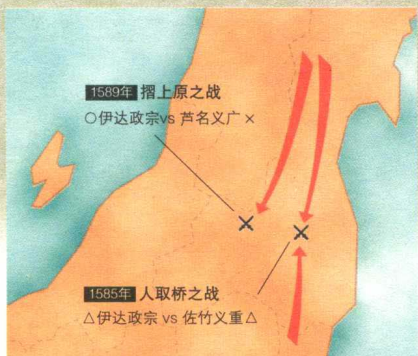 1589年 摺上原之战
○伊达政宗vs 芦名义广×
1585年 人取桥之战
△伊达政宗 vs 佐竹义重△